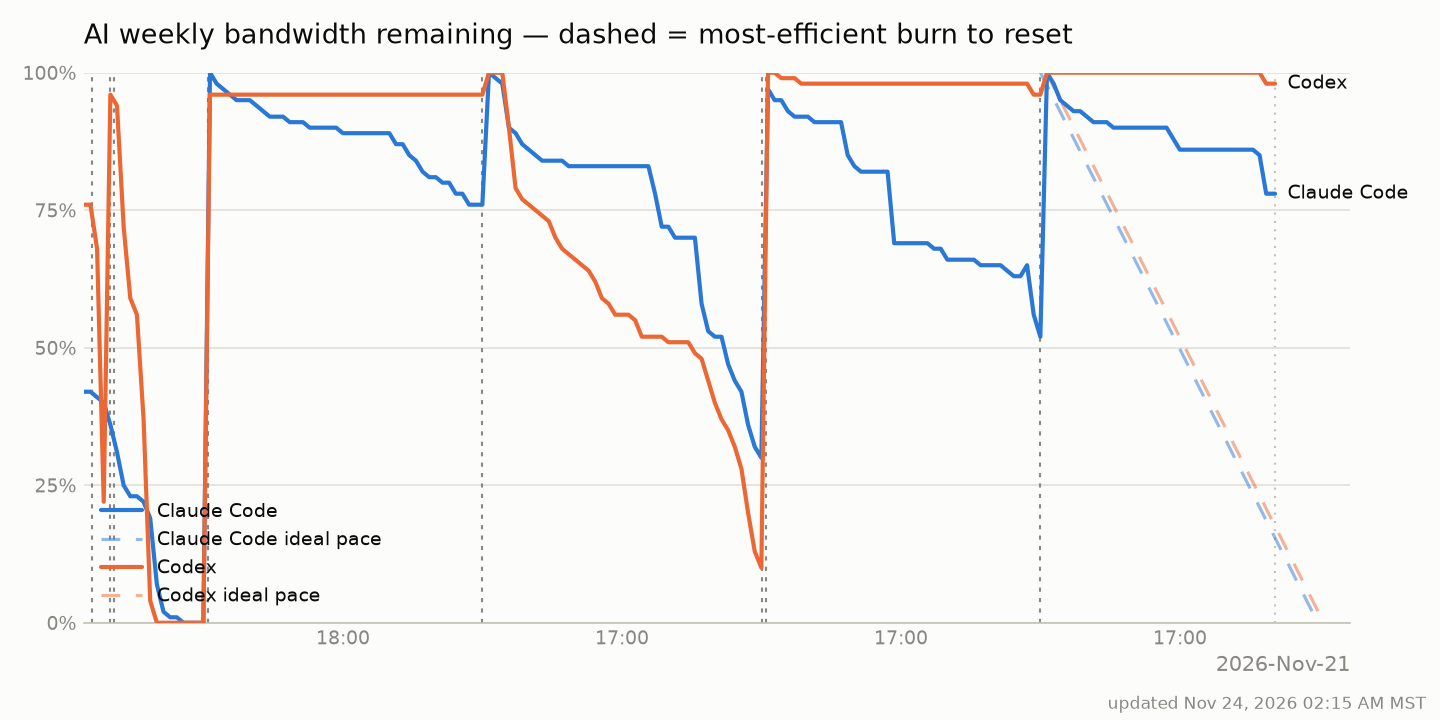 AI weekly bandwidth remaining — dashed = most-efficient burn to reset
100%
75%
50%
25%
0%
Codex
Claude Code
Claude Code
Claude Code ideal pace
Codex
Codex ideal pace
18:00
17:00
17:00
17:00
2026-Nov-21
updated Nov 24, 2026 02:15 AM MST